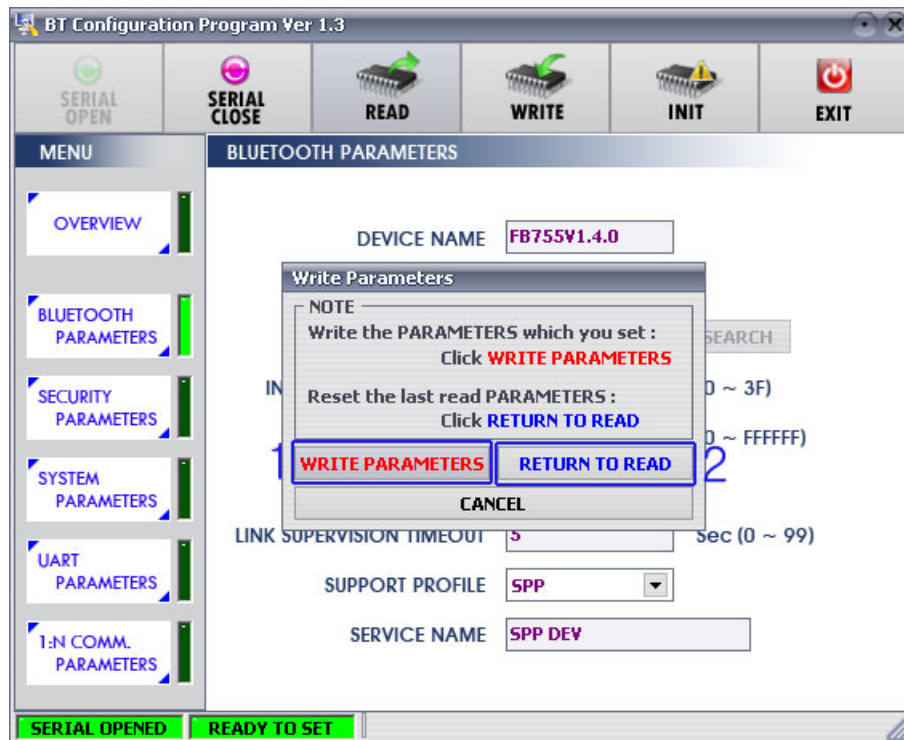 BT Configuration Program Ver 1.3
SERIAL
OPEN
SERIAL
CLOSE
READ
WRITE
INIT
EXIT
MENU
BLUETOOTH PARAMETERS
OVERVIEW
BLUETOOTH
PARAMETERS
SECURITY
PARAMETERS
SYSTEM
PARAMETERS
UART
PARAMETERS
1:N COMM.
PARAMETERS
DEVICE NAME FB755V1.4.0
SEARCH
IN
0 ~ 3F)
0 ~ FFFFFF)
Write Parameters
NOTE
Write the PARAMETERS which you set :
Click WRITE PARAMETERS
Reset the last read PARAMETERS :
Click RETURN TO READ
1 WRITE PARAMETERS RETURN TO READ 2
CANCEL
LINK SUPERVISION TIMEOUT 5 Sec (0 ~ 99)
SUPPORT PROFILE SPP
SERVICE NAME SPP DEV
SERIAL OPENED READY TO SET